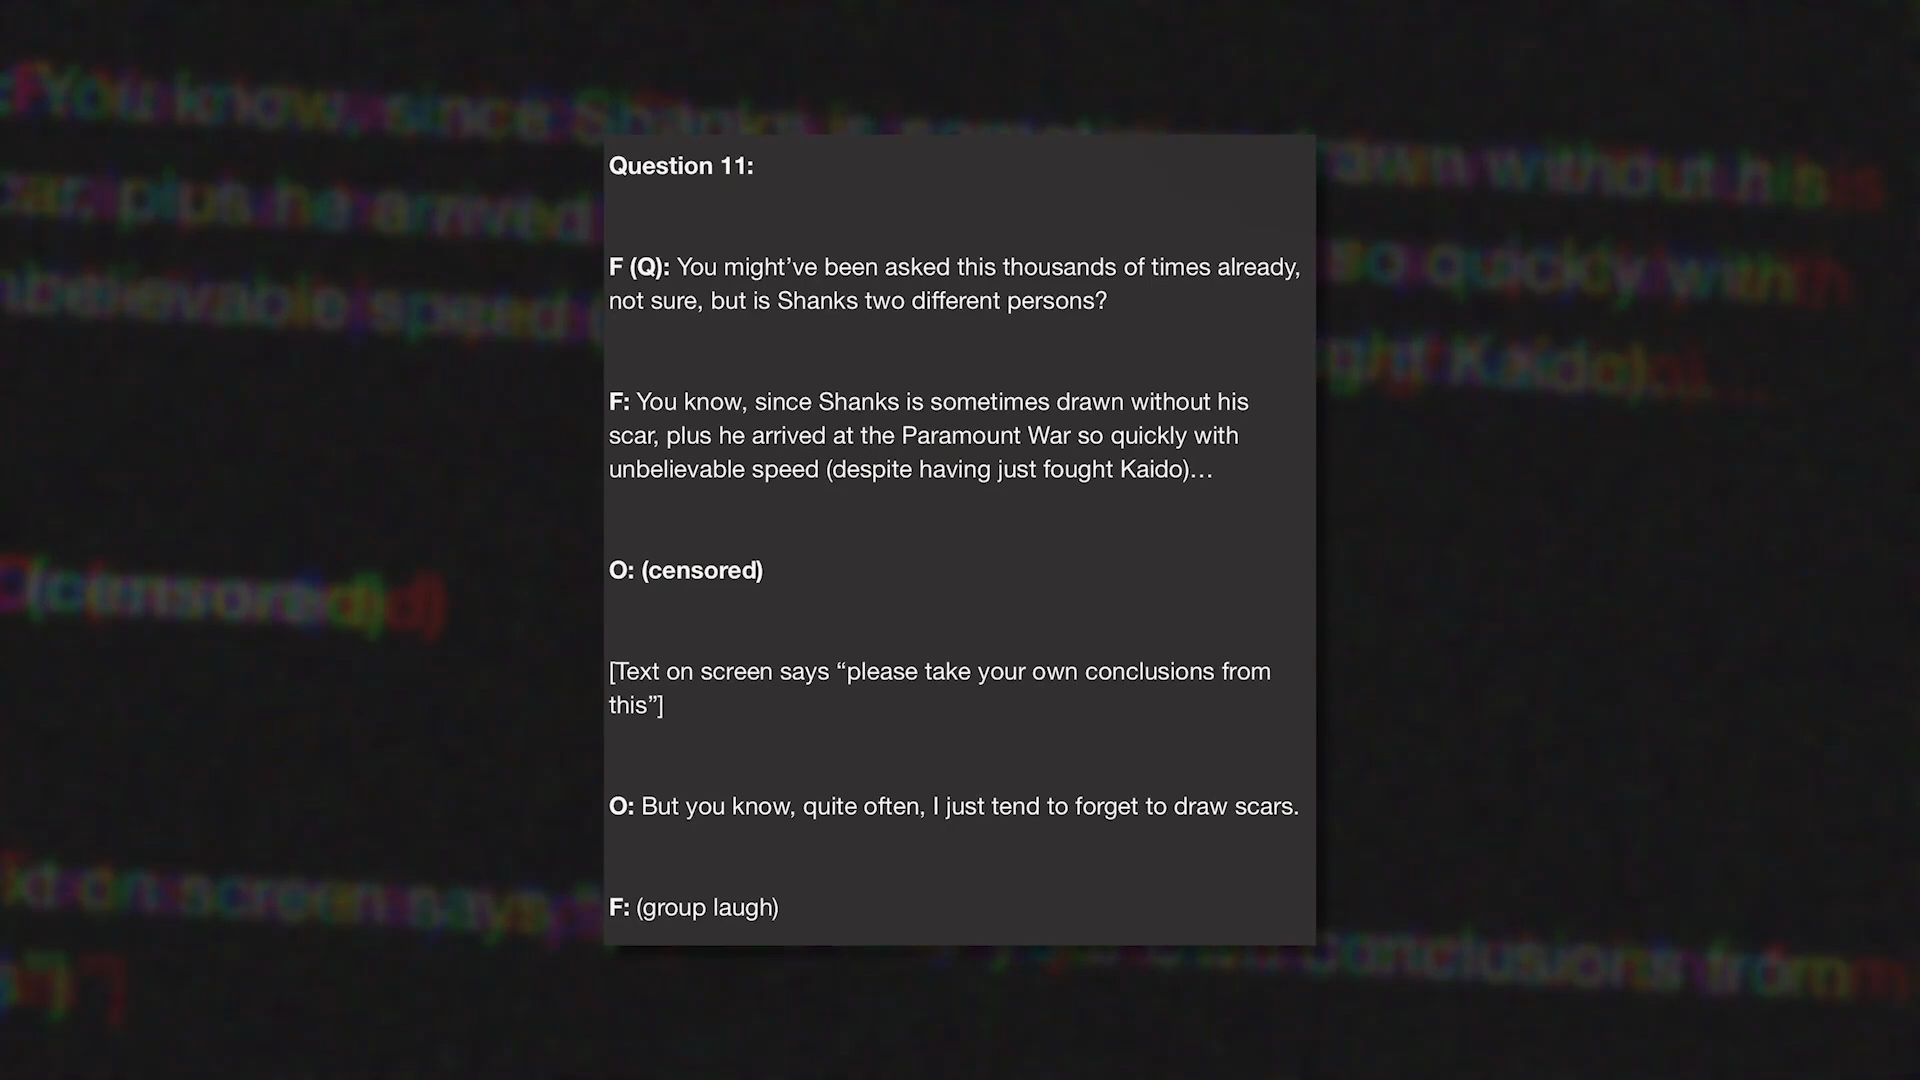 Question 11:
F (Q): You might’ve been asked this thousands of times already,
not sure, but is Shanks two different persons?
F: You know, since Shanks is sometimes drawn without his
scar, plus he arrived at the Paramount War so quickly with
unbelievable speed (despite having just fought Kaido)…
O: (censored)
[Text on screen says “please take your own conclusions from
this”]
O: But you know, quite often, I just tend to forget to draw scars.
F: (group laugh)